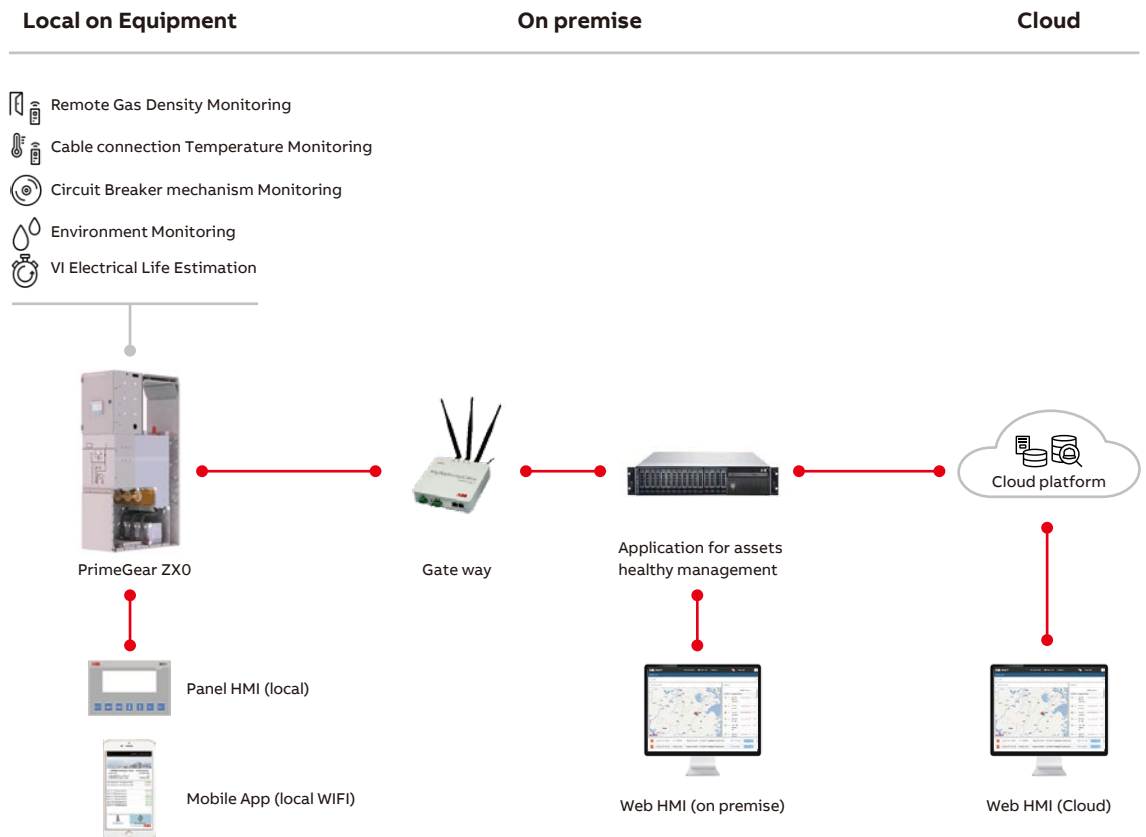 Local on Equipment
On premise
Cloud
Remote Gas Density Monitoring
Cable connection Temperature Monitoring
Circuit Breaker mechanism Monitoring
Environment Monitoring
VI Electrical Life Estimation
PrimeGear ZX0
Gate way
Application for assets
healthy management
Cloud platform
Panel HMI (local)
Mobile App (local WIFI)
Web HMI (on premise)
Web HMI (Cloud)